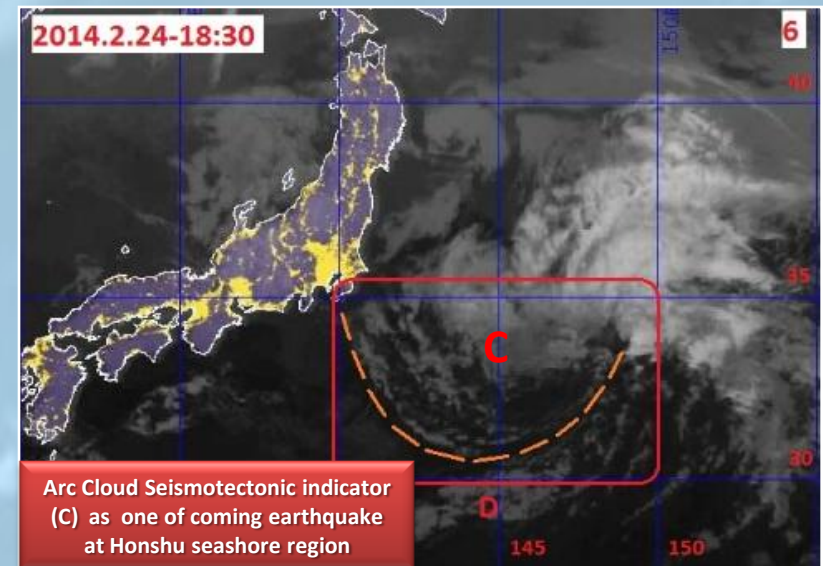 2014.2.24-18:30
150E
6
40
35
C
30
D
145
150
Arc Cloud Seismotectonic indicator
(C) as one of coming earthquake
at Honshu seashore region